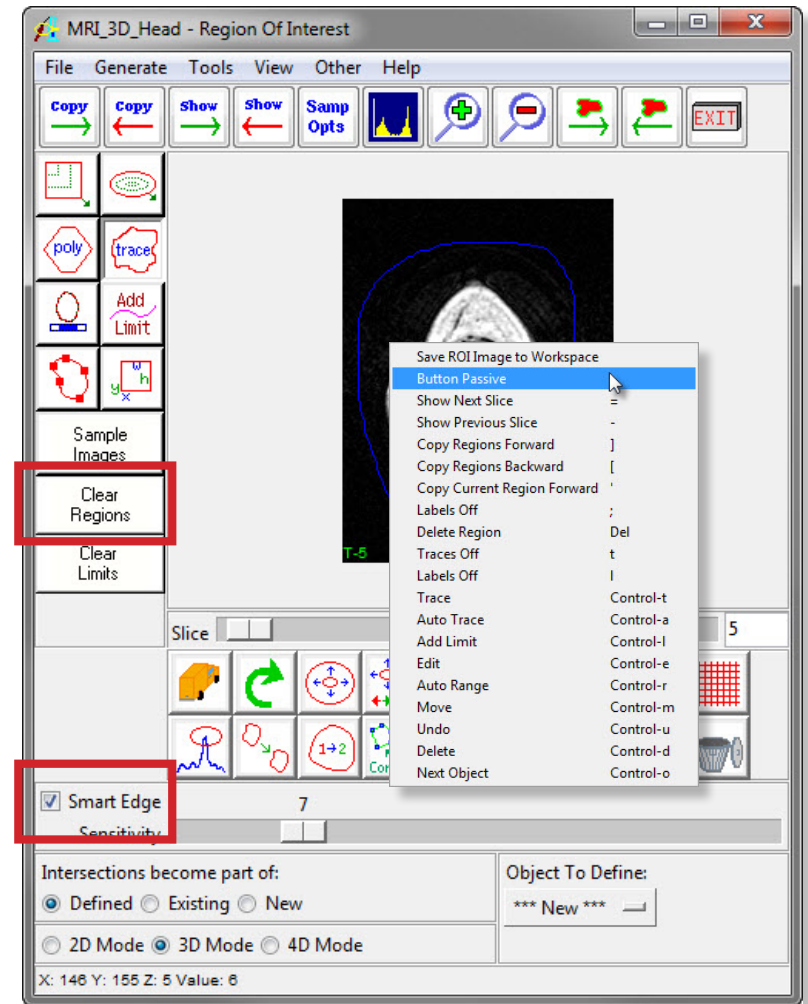 MRI_3D_Head - Region Of Interest
File Generate Tools View Other Help
Copy Copy Show Show Samp Opts EXIT
poly trace
Add
Limit
w
y h
x
Sample
Images
Clear
Regions
Clear
Limits
T-5
Save ROI Image to Workspace
Button Passive
Show Next Slice =
Show Previous Slice -
Copy Regions Forward ]
Copy Regions Backward [
Copy Current Region Forward '
Labels Off ;
Delete Region Del
Traces Off t
Labels Off l
Trace Control-t
Auto Trace Control-a
Add Limit Control-l
Edit Control-e
Auto Range Control-r
Move Control-m
Undo Control-u
Delete Control-d
Next Object Control-o
Slice 5
1→2 Cor
Smart Edge 7
Sensitivity
Intersections become part of:
Defined Existing New
Object To Define:
*** New ***
2D Mode 3D Mode 4D Mode
X: 146 Y: 155 Z: 5 Value: 6